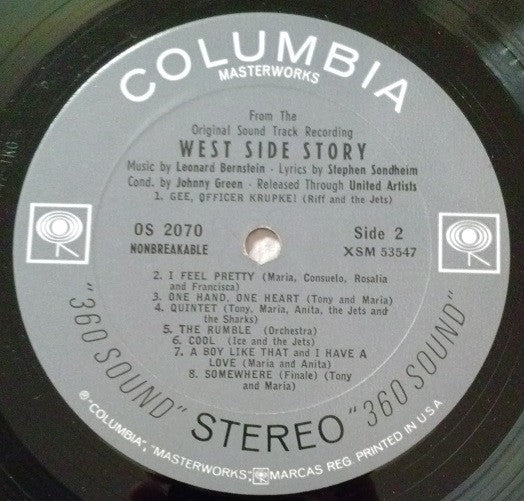 COLUMBIA
MASTERWORKS
From The
Original Sound Track Recording
WEST SIDE STORY
Music by Leonard Bernstein - Lyrics by Stephen Sondheim
Cond. by Johnny Green - Released Through United Artists
1. GEE, OFFICER KRUPKE! (Riff and the Jets)
OS 2070 Side 2
NONBREAKABLE XSM 53547
2. I FEEL PRETTY (Maria, Consuelo, Rosalia
and Francisca)
3. ONE HAND, ONE HEART (Tony and Maria)
4. QUINTET (Tony, Maria, Anita, the Jets and
the Sharks)
5. THE RUMBLE (Orchestra)
6. COOL (Ice and the Jets)
7. A BOY LIKE THAT and I HAVE A
LOVE (Maria and Anita)
8. SOMEWHERE (Finale) (Tony
and Maria)
"360 SOUND" STEREO "360 SOUND"
℗ "COLUMBIA", "MASTERWORKS", MARCAS REG. PRINTED IN U.S.A.